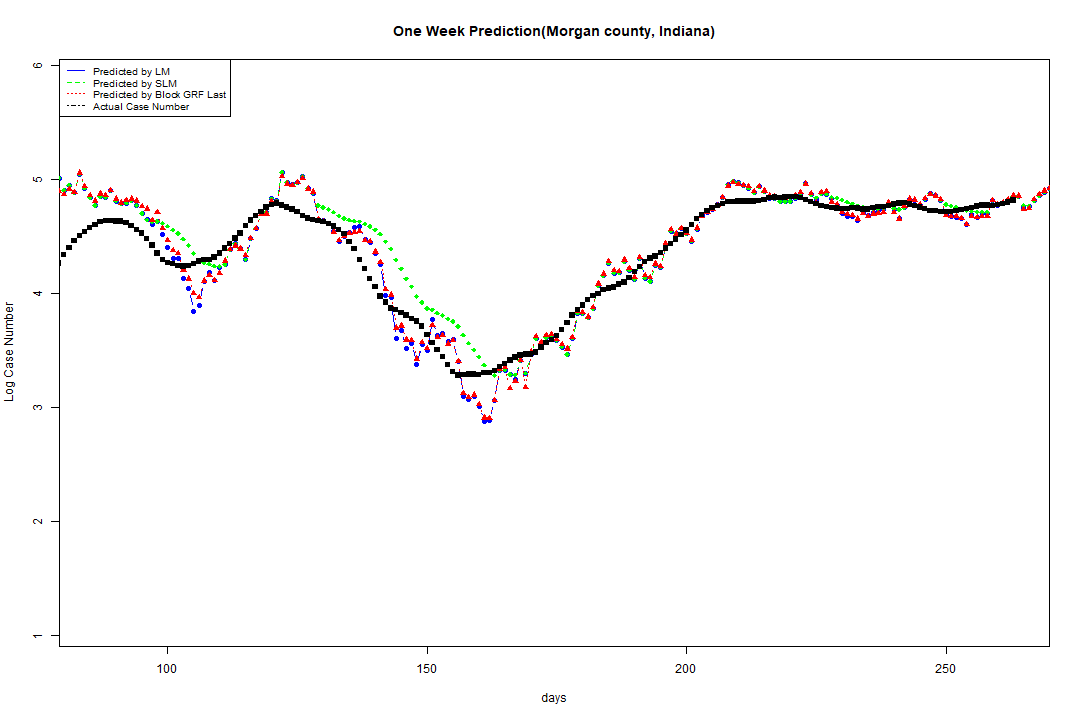 One Week Prediction(Morgan county, Indiana)
Predicted by LM
Predicted by SLM
Predicted by Block GRF Last
Actual Case Number
6
5
4
3
2
1
Log Case Number
100 150 200 250
days